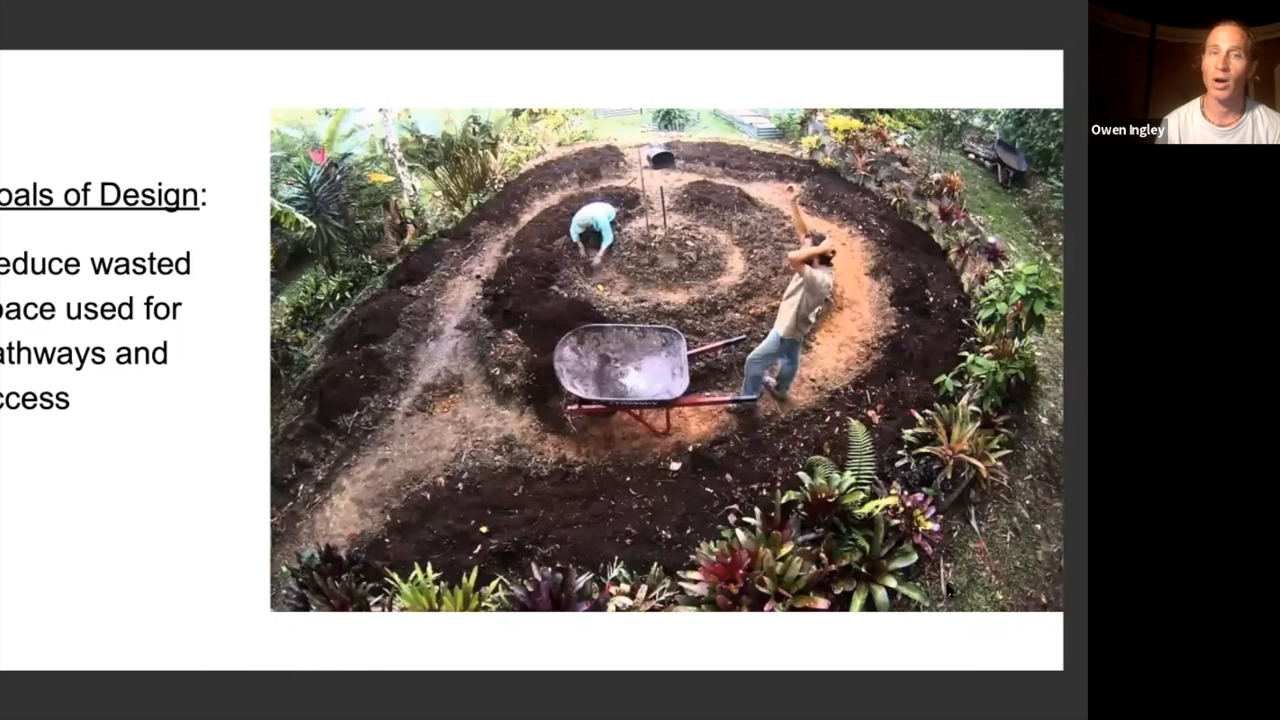 oals of Design:
educe wasted
pace used for
athways and
ccess
Owen Ingley